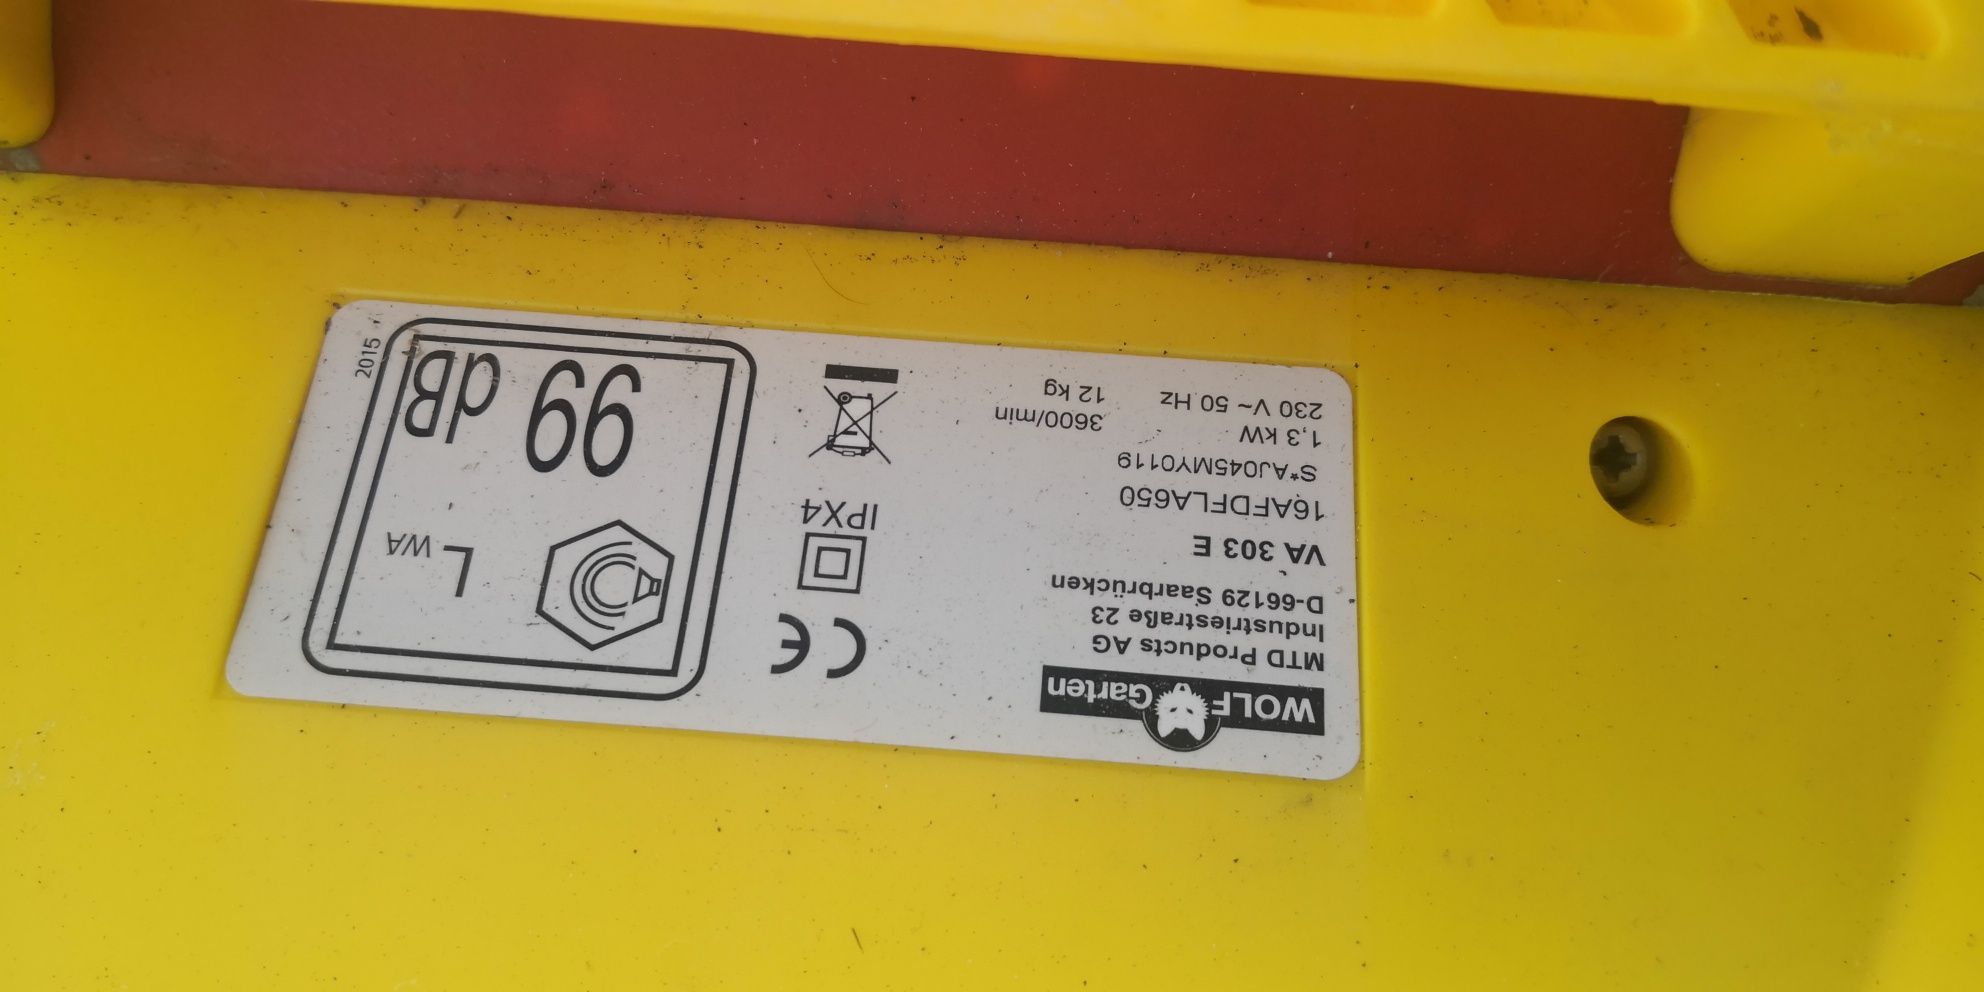 WOLF Garten
MTD Products AG
Industriestraße 23
D-66129 Saarbrücken
VA 303 E
16AFDFLA650
S*AJ045MY0119
1,3 kW 3600/min
230 V~ 50 Hz 12 kg
CE
IPX4
LWA
99 dB
2015